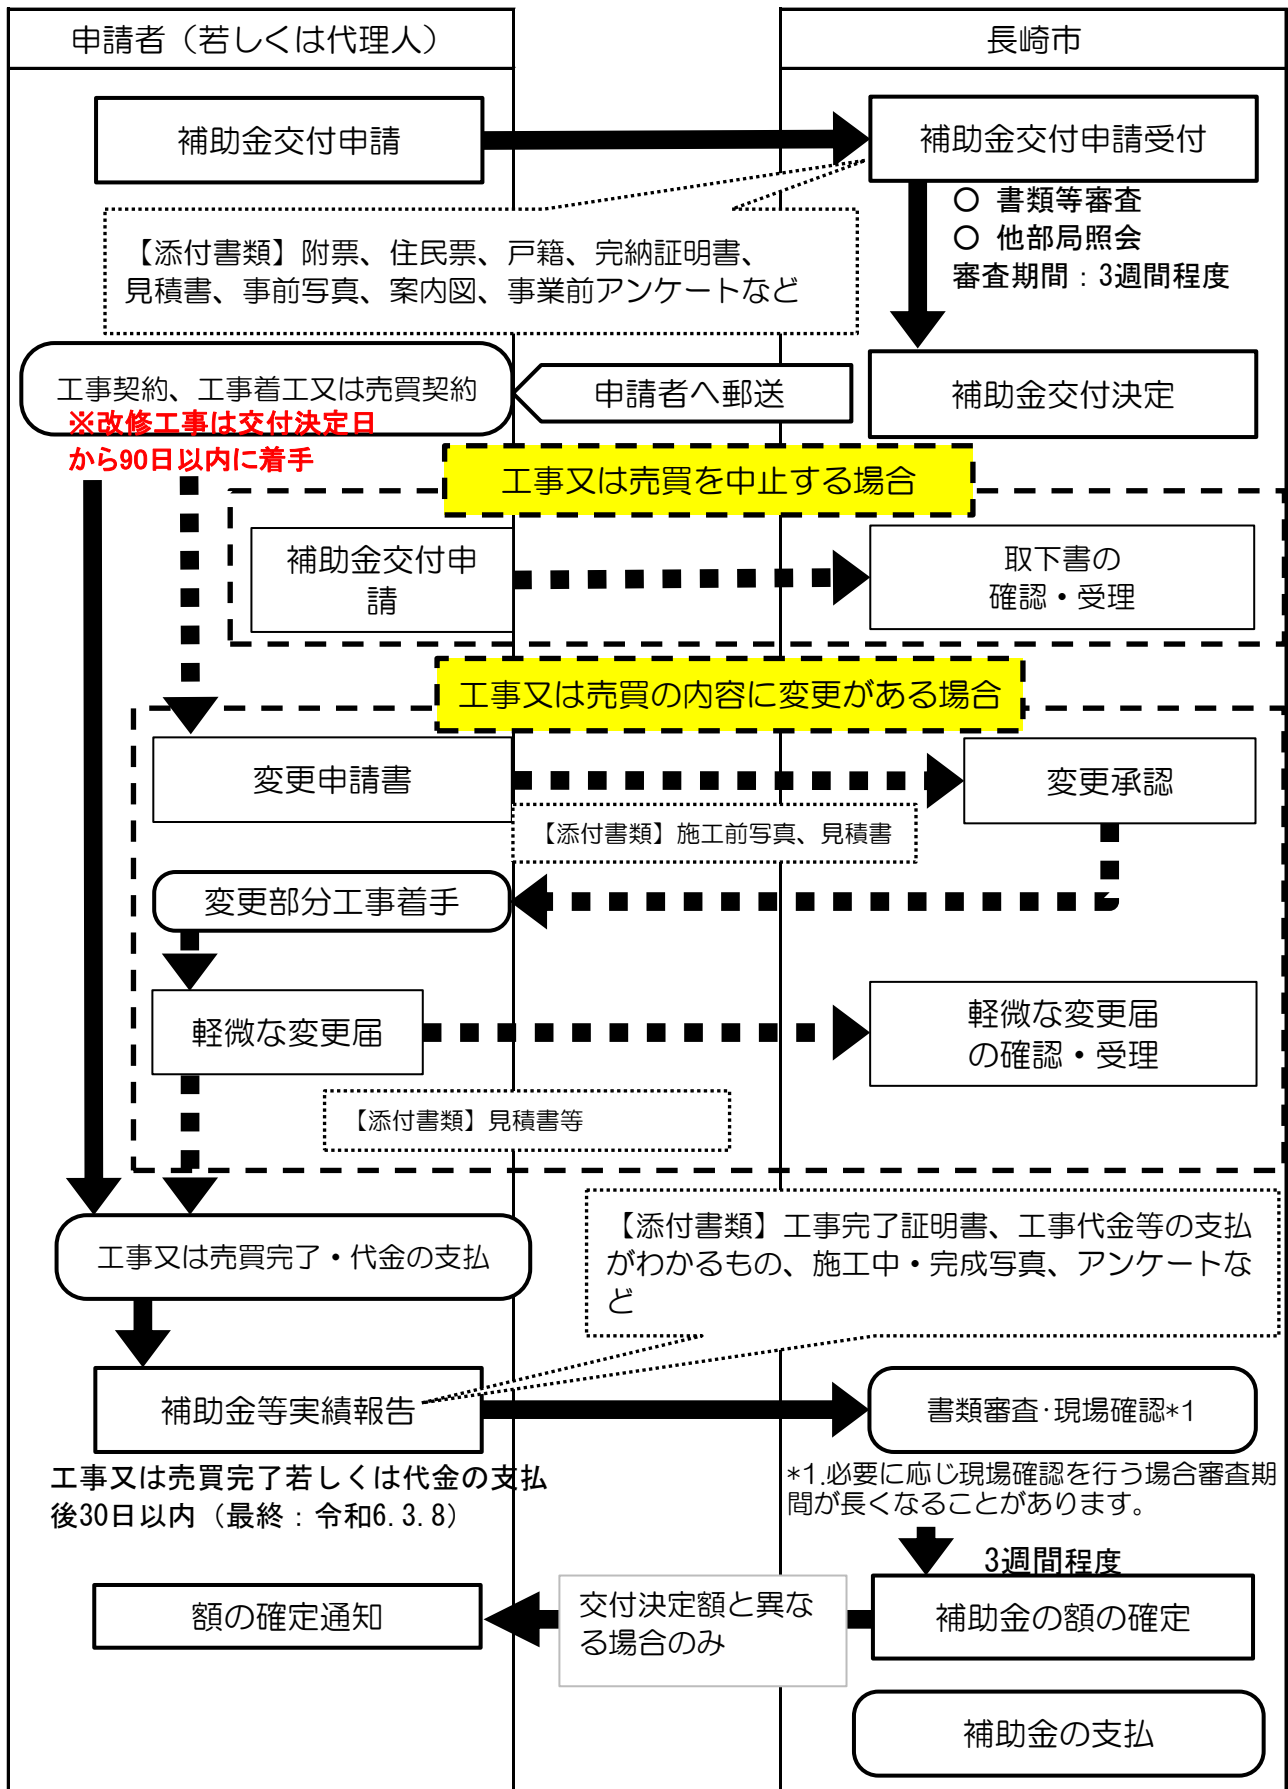 申請者（若しくは代理人）
長崎市
補助金交付申請
補助金交付申請受付
○ 書類等審査
○ 他部局照会
審査期間：3週間程度
【添付書類】附票、住民票、戸籍、完納証明書、
見積書、事前写真、案内図、事業前アンケートなど
工事契約、工事着工又は売買契約
※改修工事は交付決定日
から90日以内に着手
申請者へ郵送
補助金交付決定
工事又は売買を中止する場合
補助金交付申
請
取下書の
確認・受理
工事又は売買の内容に変更がある場合
変更申請書
変更承認
【添付書類】施工前写真、見積書
変更部分工事着手
軽微な変更届
軽微な変更届
の確認・受理
【添付書類】見積書等
工事又は売買完了・代金の支払
【添付書類】工事完了証明書、工事代金等の支払
がわかるもの、施工中・完成写真、アンケートな
ど
補助金等実績報告
書類審査・現場確認*1
工事又は売買完了若しくは代金の支払
後30日以内（最終：令和6.3.8）
*1.必要に応じ現場確認を行う場合審査期
間が長くなることがあります。
3週間程度
額の確定通知
交付決定額と異な
る場合のみ
補助金の額の確定
補助金の支払